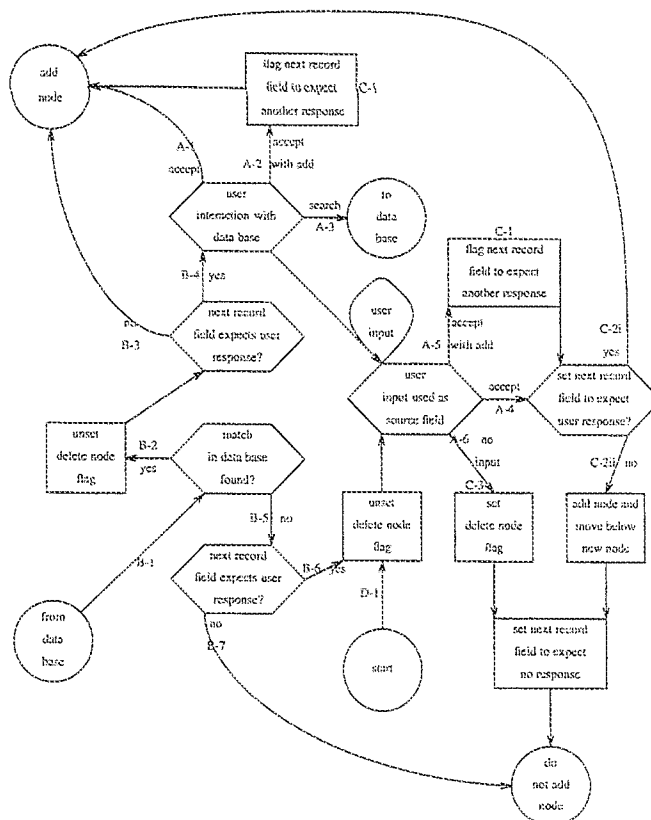 add
node
flag next record
field to expect
another response
C-1
A-1
accept
A-2
accept
with add
user
interaction with
data base
search
A-3
to
data
base
C-1
flag next record
field to expect
another response
B-4
yes
user
input
no
B-3
next record
field expects user
response?
A-5
accept
with add
C-2i
yes
user
input used as
source field
accept
A-4
set next record
field to expect
user response?
unset
delete node
flag
B-2
yes
match
in data base
found?
A-6
no
input
C-3
C-2ii
no
B-5
no
unset
delete node
flag
set
delete node
flag
add node and
move below
new node
B-1
next record
field expects user
response?
B-6
yes
D-1
from
data
base
no
B-7
start
set next record
field to expect
no response
do
not add
node